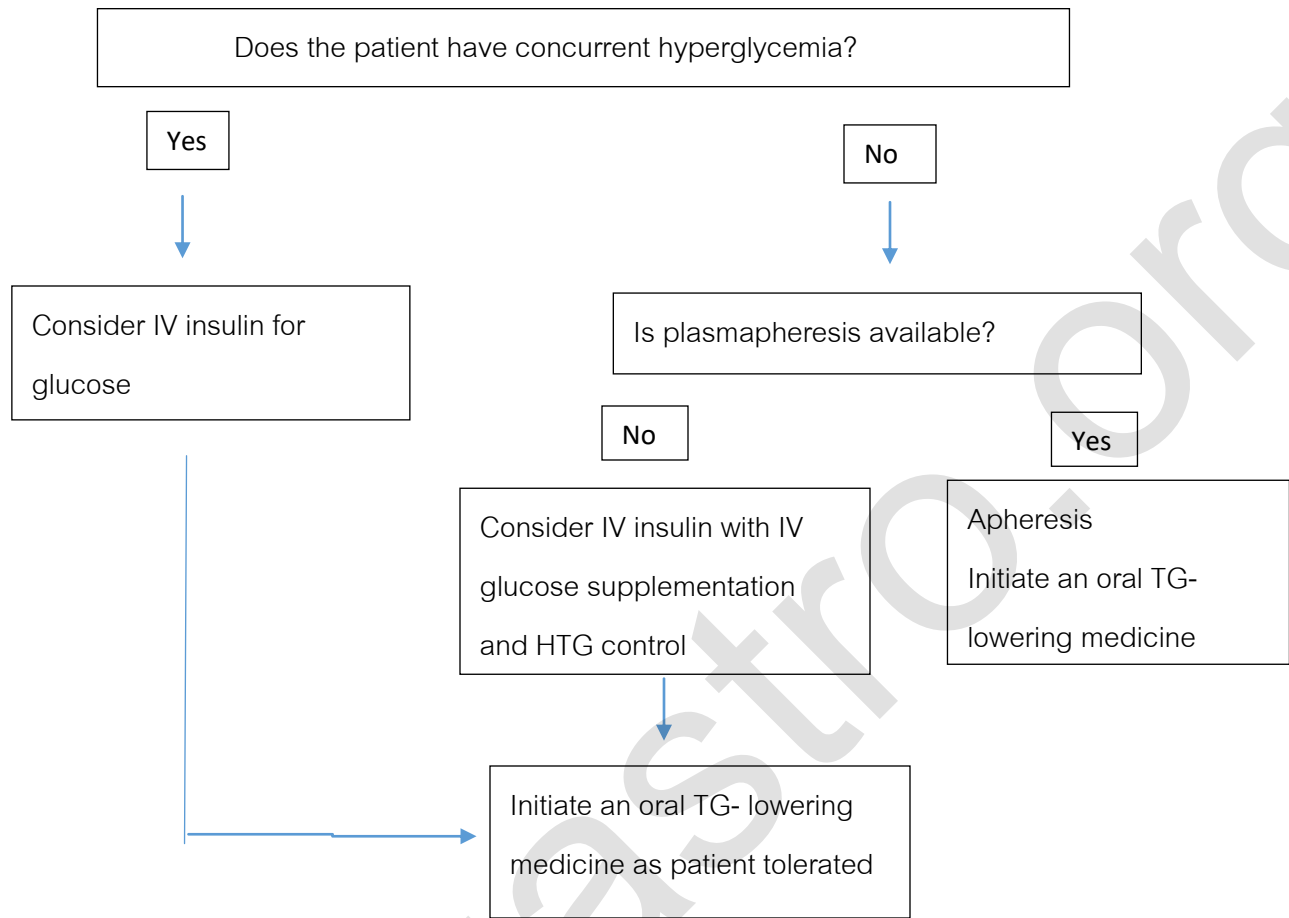 Does the patient have concurrent hyperglycemia?
Yes
No
Consider IV insulin for
glucose
Is plasmapheresis available?
No
Yes
Consider IV insulin with IV
glucose supplementation
and HTG control
Apheresis
Initiate an oral TG-
lowering medicine
Initiate an oral TG- lowering
medicine as patient tolerated
astro.org